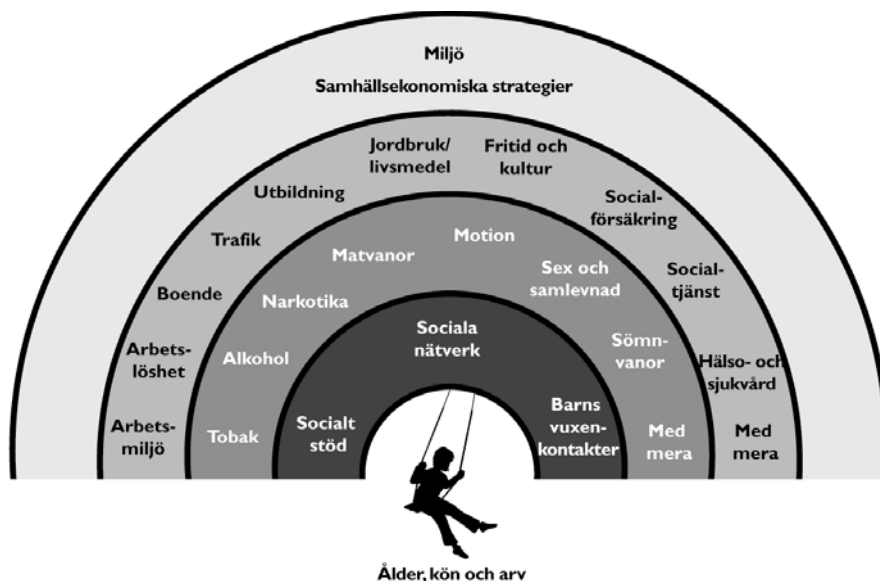 Miljö
Samhällsekonomiska strategier
Arbets-
miljö
Arbets-
löshet
Boende
Trafik
Utbildning
Jordbruk/
livsmedel
Fritid och
kultur
Social-
försäkring
Social-
tjänst
Hälso- och
sjukvård
Med
mera
Tobak
Alkohol
Narkotika
Matvanor
Motion
Sex och
samlevnad
Sömn-
vanor
Med
mera
Socialt
stöd
Sociala
nätverk
Barns
vuxen-
kontakter
Ålder, kön och arv